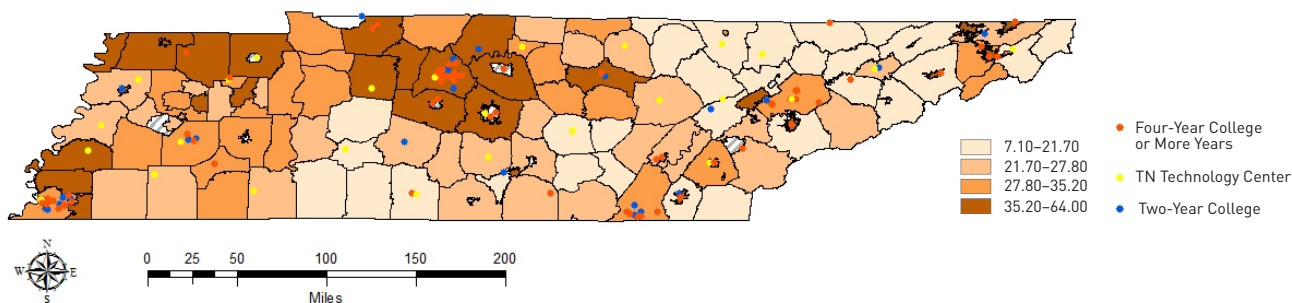 7.10–21.70
21.70–27.80
27.80–35.20
35.20–64.00
Four-Year College
or More Years
TN Technology Center
Two-Year College
N
W E
S
0 25 50 100 150 200
Miles